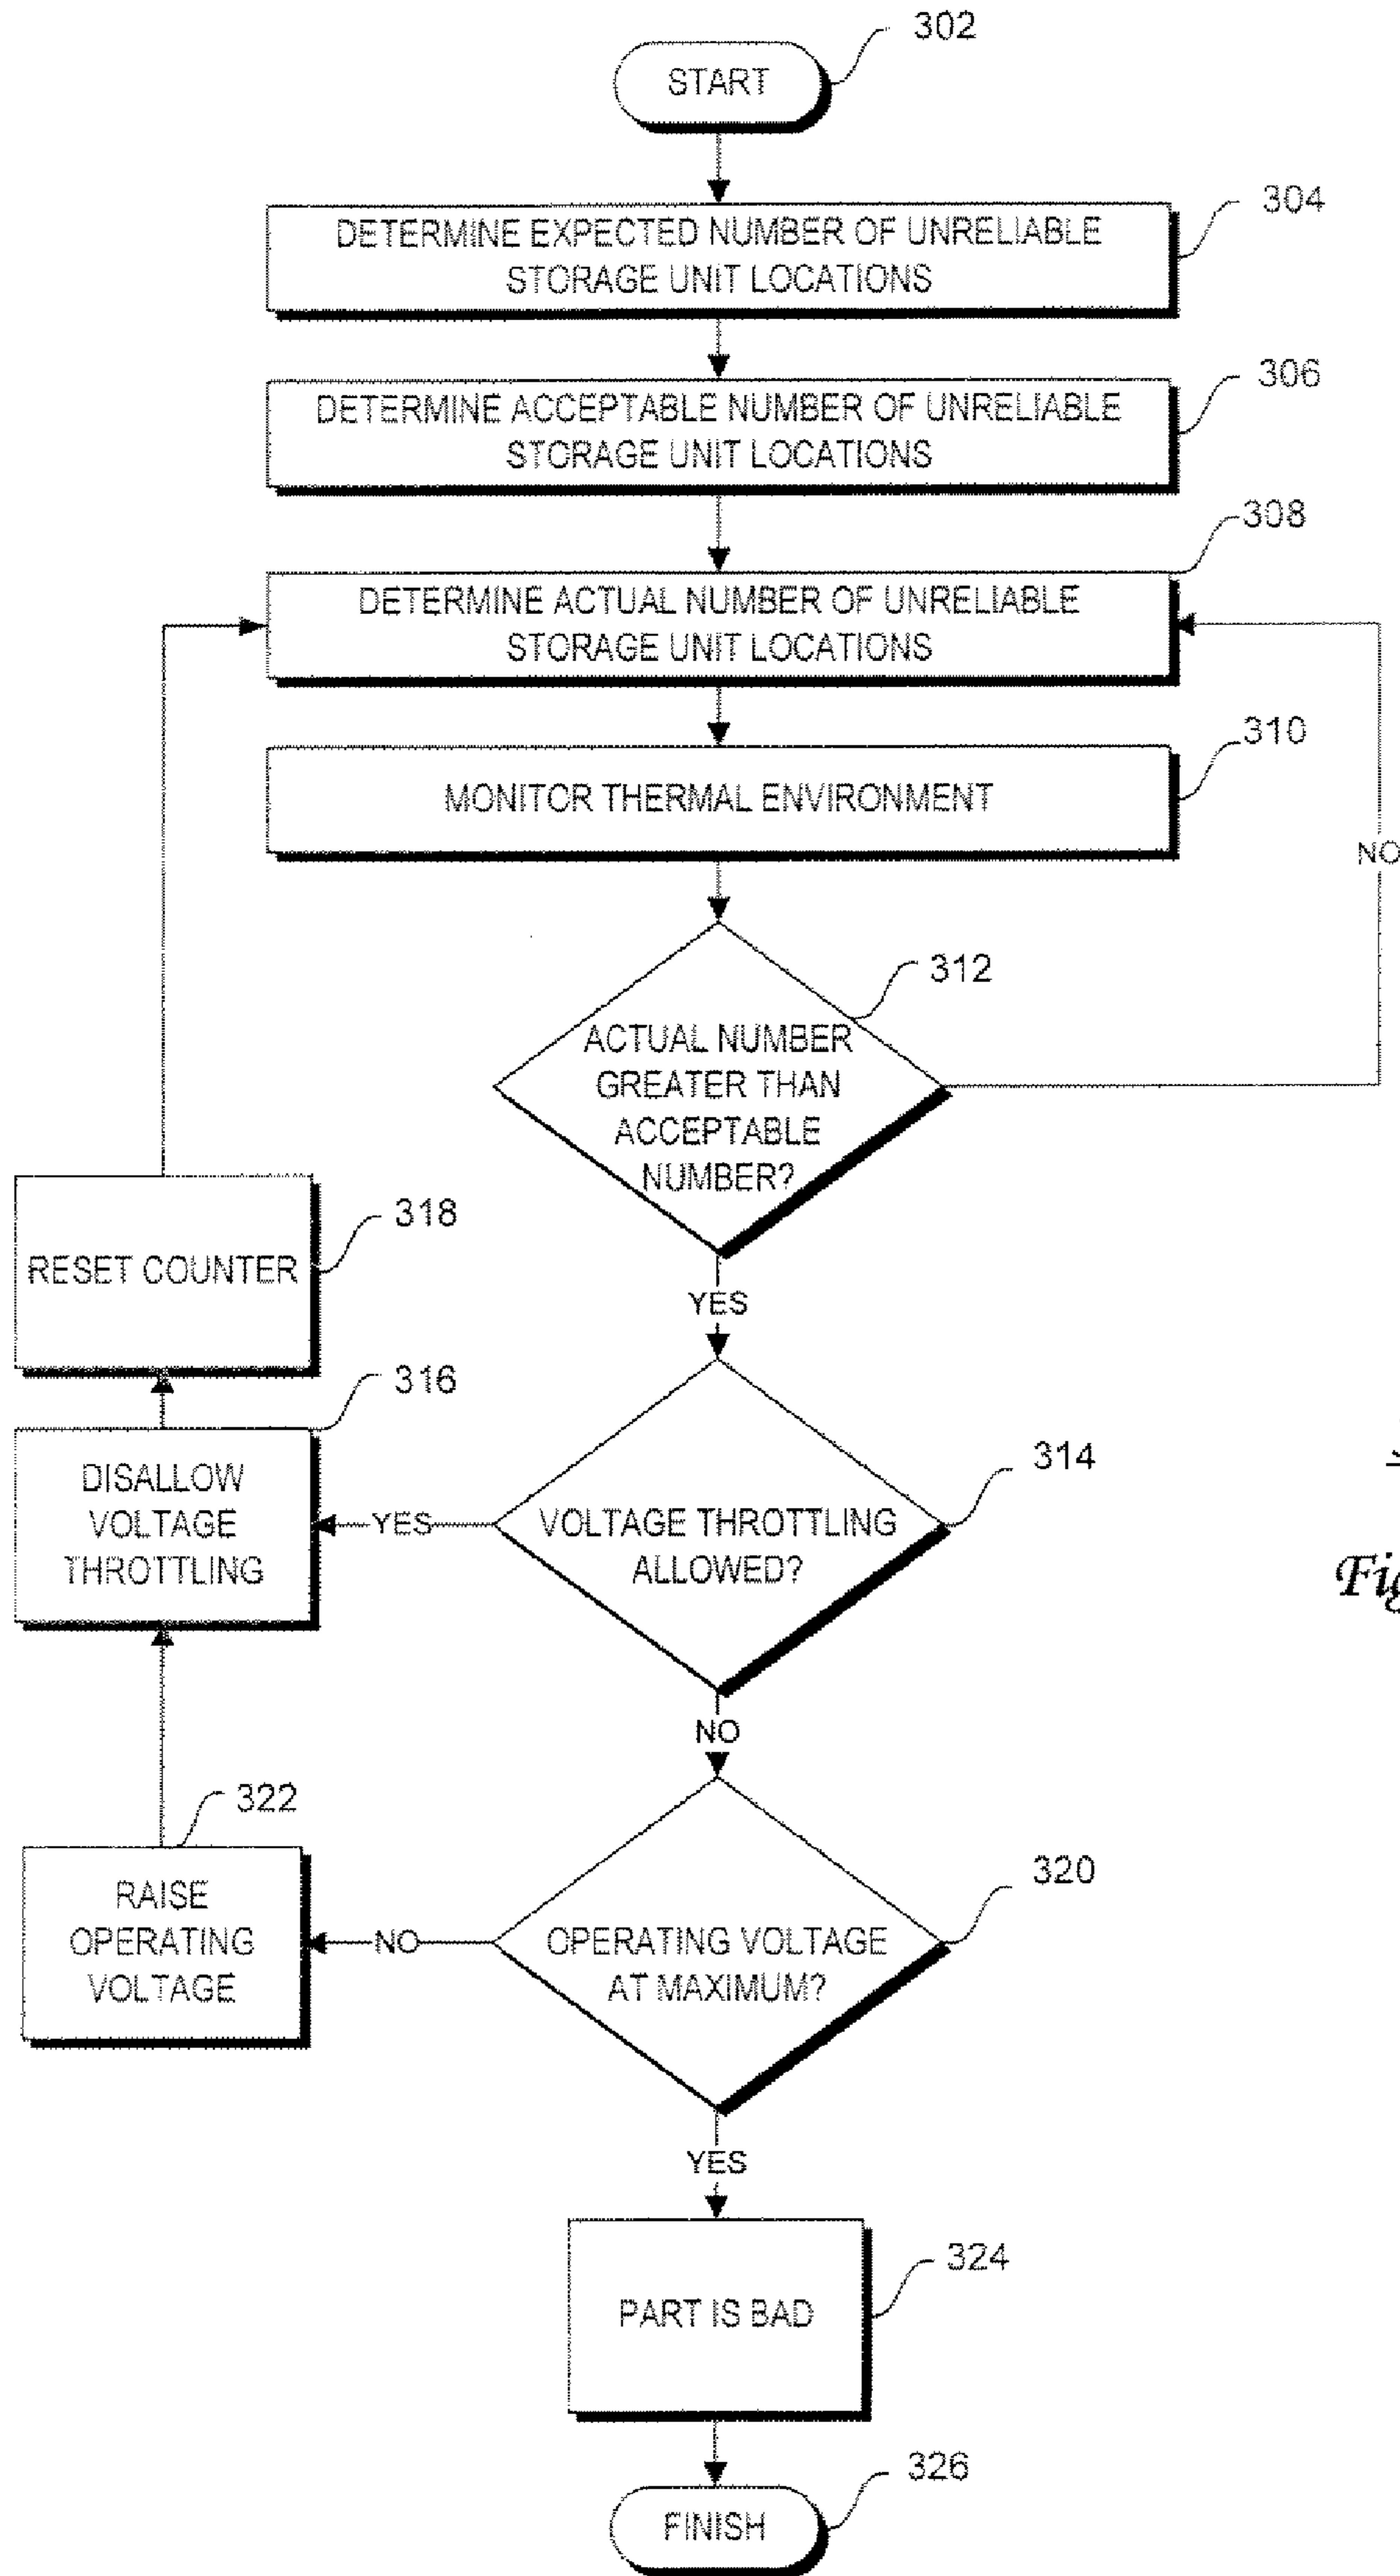 302
START
304
DETERMINE EXPECTED NUMBER OF UNRELIABLE
STORAGE UNIT LOCATIONS
306
DETERMINE ACCEPTABLE NUMBER OF UNRELIABLE
STORAGE UNIT LOCATIONS
308
DETERMINE ACTUAL NUMBER OF UNRELIABLE
STORAGE UNIT LOCATIONS
310
MONITOR THERMAL ENVIRONMENT
NO
312
ACTUAL NUMBER
GREATER THAN
ACCEPTABLE
NUMBER?
318
RESET COUNTER
YES
316
DISALLOW
VOLTAGE
THROTTLING
YES
314
VOLTAGE THROTTLING
ALLOWED?
Fig
NO
322
RAISE
OPERATING
VOLTAGE
NO
320
OPERATING VOLTAGE
AT MAXIMUM?
YES
324
PART IS BAD
326
FINISH